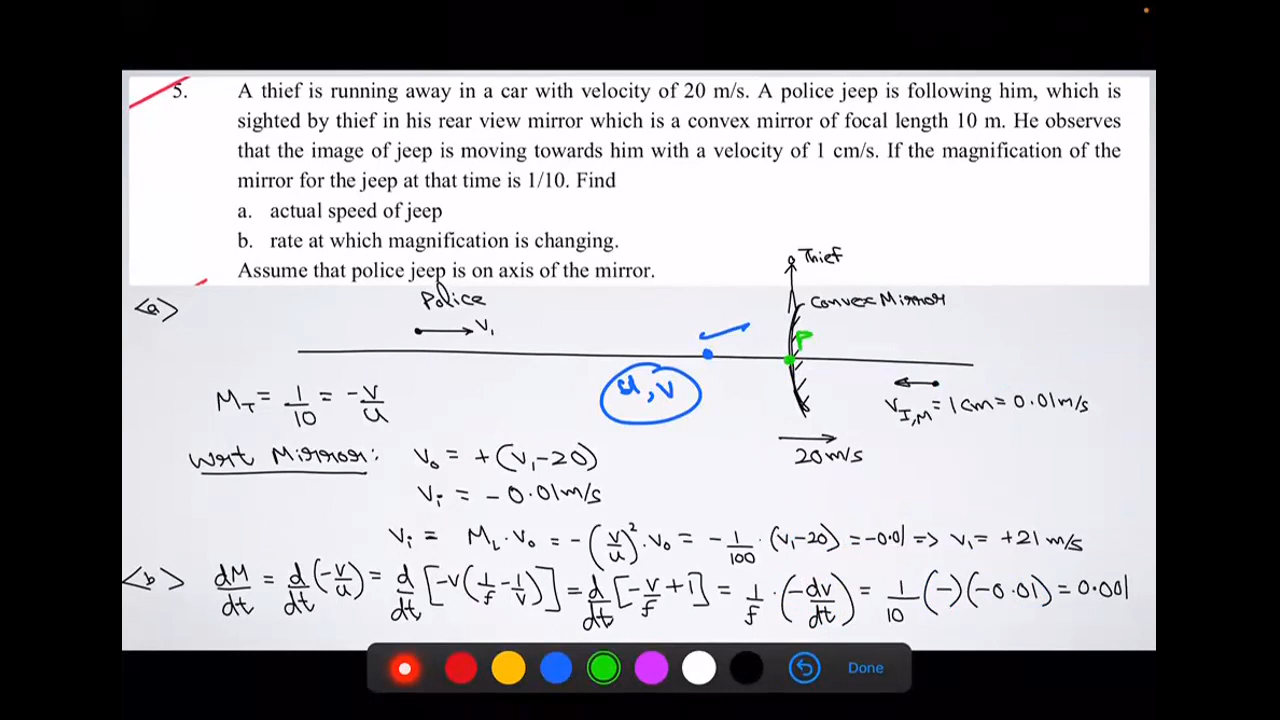 5. A thief is running away in a car with velocity of 20 m/s. A police jeep is following him, which is
sighted by thief in his rear view mirror which is a convex mirror of focal length 10 m. He observes
that the image of jeep is moving towards him with a velocity of 1 cm/s. If the magnification of the
mirror for the jeep at that time is 1/10. Find
a. actual speed of jeep
b. rate at which magnification is changing.
Assume that police jeep is on axis of the mirror.
Thief
<a>
Police
Convex Mirror
V₁
P
u, v
M_T = 1/10 = -v/u
V_I,M = 1cm = 0.01m/s
Wrt Mirror: V₀ = +(V₁-20)
20m/s
Vᵢ = -0.01m/s
Vᵢ = M_L·V₀ = -(v/u)²·V₀ = -1/100·(V₁-20) = -0.01 => V₁ = +21 m/s
<b> dM/dt = d/dt(-v/u) = d/dt[-v(1/f-1/v)] = d/dt[-v/f+1] = 1/f·(-dv/dt) = 1/10(-)(-0.01) = 0.001
Done